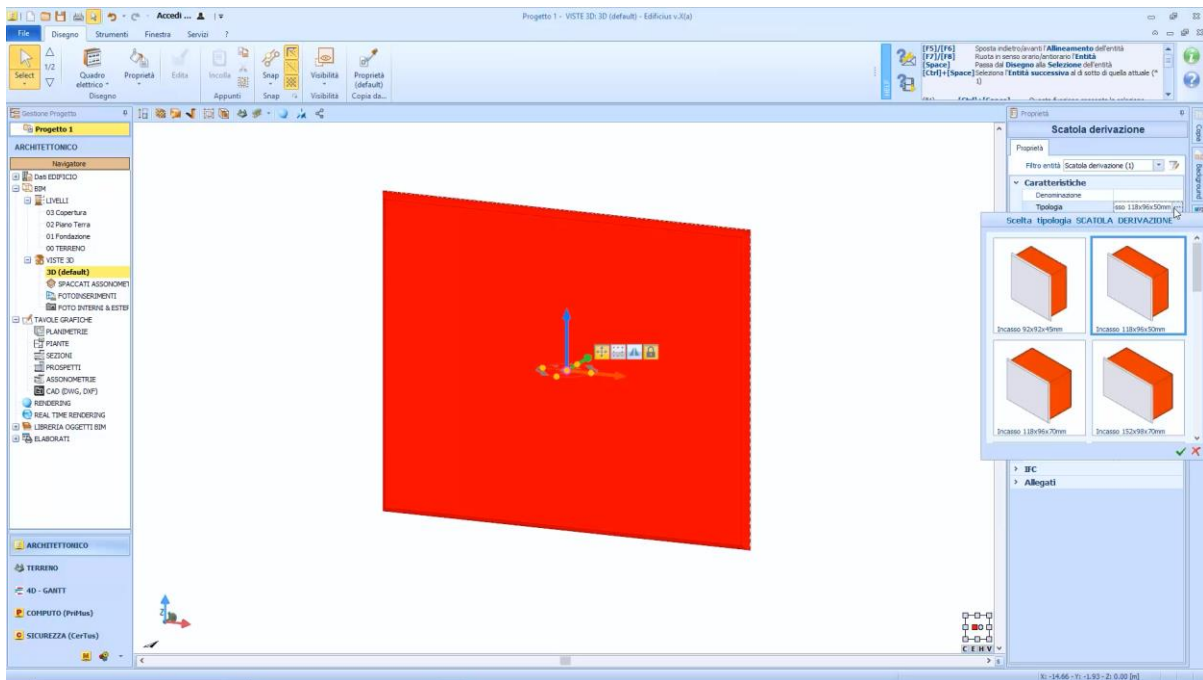 Accedi ...
Progetto 1 - VISTE 3D: 3D (default) - Edificius v.X(a)
File
Disegno
Strumenti
Finestra
Servizi
?
Select
1/2
Quadro elettrico
Proprietà
Edita
Incolla
Snap
Visibilità
Proprietà (default)
Disegno
Appunti
Snap
Visibilità
Copia da...
HELP
[F5]/[F6] Sposta indietro/avanti l'Allineamento dell'entità
[F7]/[F8] Ruota in senso orario/antiorario l'Entità
[Space] Passa dal Disegno alla Selezione dell'entità
[Ctrl]+[Space] Seleziona l'Entità successiva al di sotto di quella attuale (*
1)
Gestione Progetto
Progetto 1
ARCHITETTONICO
Navigatore
Dati EDIFICIO
BIM
LIVELLI
03 Copertura
02 Piano Terra
01 Fondazione
00 TERRENO
VISTE 3D
3D (default)
SPACCATI ASSONOMET
FOTOINSERIMENTI
FOTO INTERNI & ESTER
TAVOLE GRAFICHE
PLANIMETRIE
PIANTE
SEZIONI
PROSPETTI
ASSONOMETRIE
CAD (DWG, DXF)
RENDERING
REAL TIME RENDERING
LIBRERIA OGGETTI BIM
ELABORATI
ARCHITETTONICO
TERRENO
4D - GANTT
COMPUTO (PriMus)
SICUREZZA (CerTus)
Z
C E H V
Proprietà
Scatola derivazione
Proprietà
Filtro entità Scatola derivazione (1)
Caratteristiche
Denominazione
Tipologia sso 118x96x50mm
Scelta tipologia SCATOLA DERIVAZIONE
Incasso 92x92x45mm
Incasso 118x96x50mm
Incasso 118x96x70mm
Incasso 152x98x70mm
IFC
Allegati
Copie
Background
X: -14.66 - Y: -1.93 - Z: 0.00 [m]